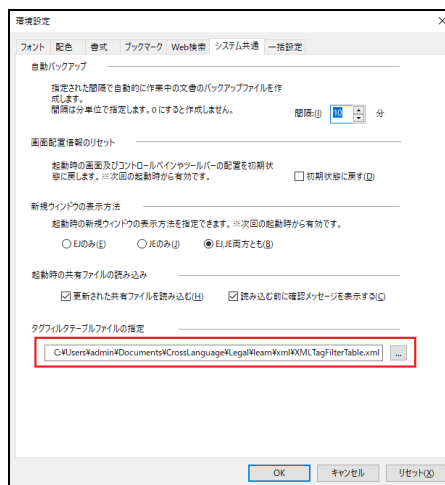 環境設定
フォント 配色 書式 ブックマーク Web検索 システム共通 一括設定
自動バックアップ
指定された間隔で自動的に作業中の文書のバックアップファイルを作
成します。
間隔は分単位で指定します。0 にすると作成しません。
間隔:(I) 10 分
画面配置情報のリセット
起動時の画面及びコントロールペインやツールバーの配置を初期状
態に戻します。※次回の起動時から有効です。
初期状態に戻す(D)
新規ウィンドウの表示方法
起動時の新規ウィンドウの表示方法を指定できます。※次回の起動時から有効です。
EJのみ(E) JEのみ(J) EJ,JE両方とも(B)
起動時の共有ファイルの読み込み
更新された共有ファイルを読み込む(H) 読み込む前に確認メッセージを表示する(C)
タグフィルタテーブルファイルの指定
C:¥Users¥admin¥Documents¥CrossLanguage¥Legal¥learn¥xml¥XMLTagFilterTable.xml ...
OK キャンセル リセット(X)